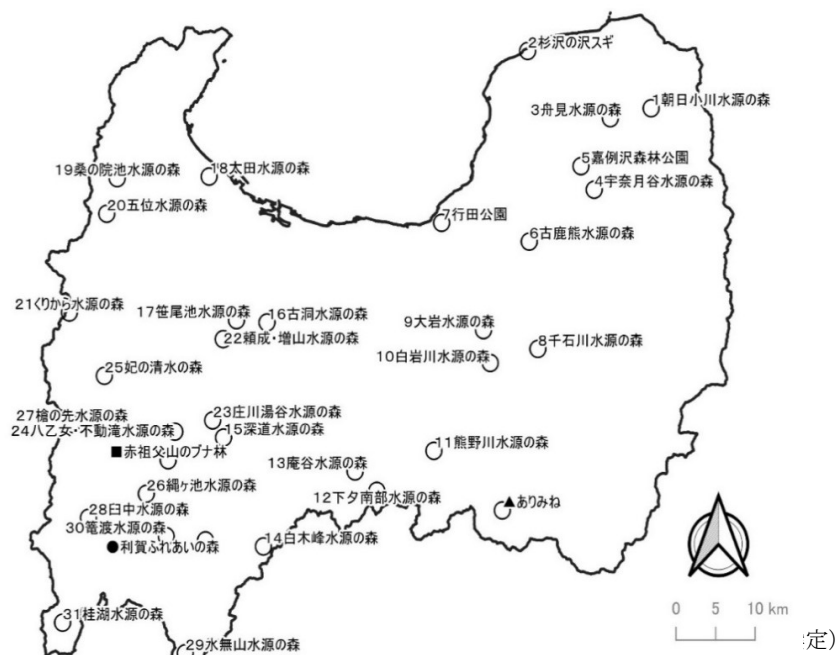 2杉沢の沢スギ
1朝日小川水源の森
3舟見水源の森
5嘉例沢森林公園
4宇奈月谷水源の森
18太田水源の森
19桑の院池水源の森
20五位水源の森
7行田公園
6古鹿熊水源の森
21くりから水源の森
17笹尾池水源の森
16古洞水源の森
9大岩水源の森
22頼成・増山水源の森
8千石川水源の森
10白岩川水源の森
25妃の清水の森
27檜の先水源の森
23庄川湯谷水源の森
24八乙女・不動滝水源の森
15深道水源の森
■赤祖父山のブナ林
11熊野川水源の森
13庵谷水源の森
26縄ヶ池水源の森
12下夕南部水源の森
▲ありみね
28臼中水源の森
30篭渡水源の森
14白木峰水源の森
●利賀ふれあいの森
31桂湖水源の森
29水無山水源の森
0 5 10 km
定）